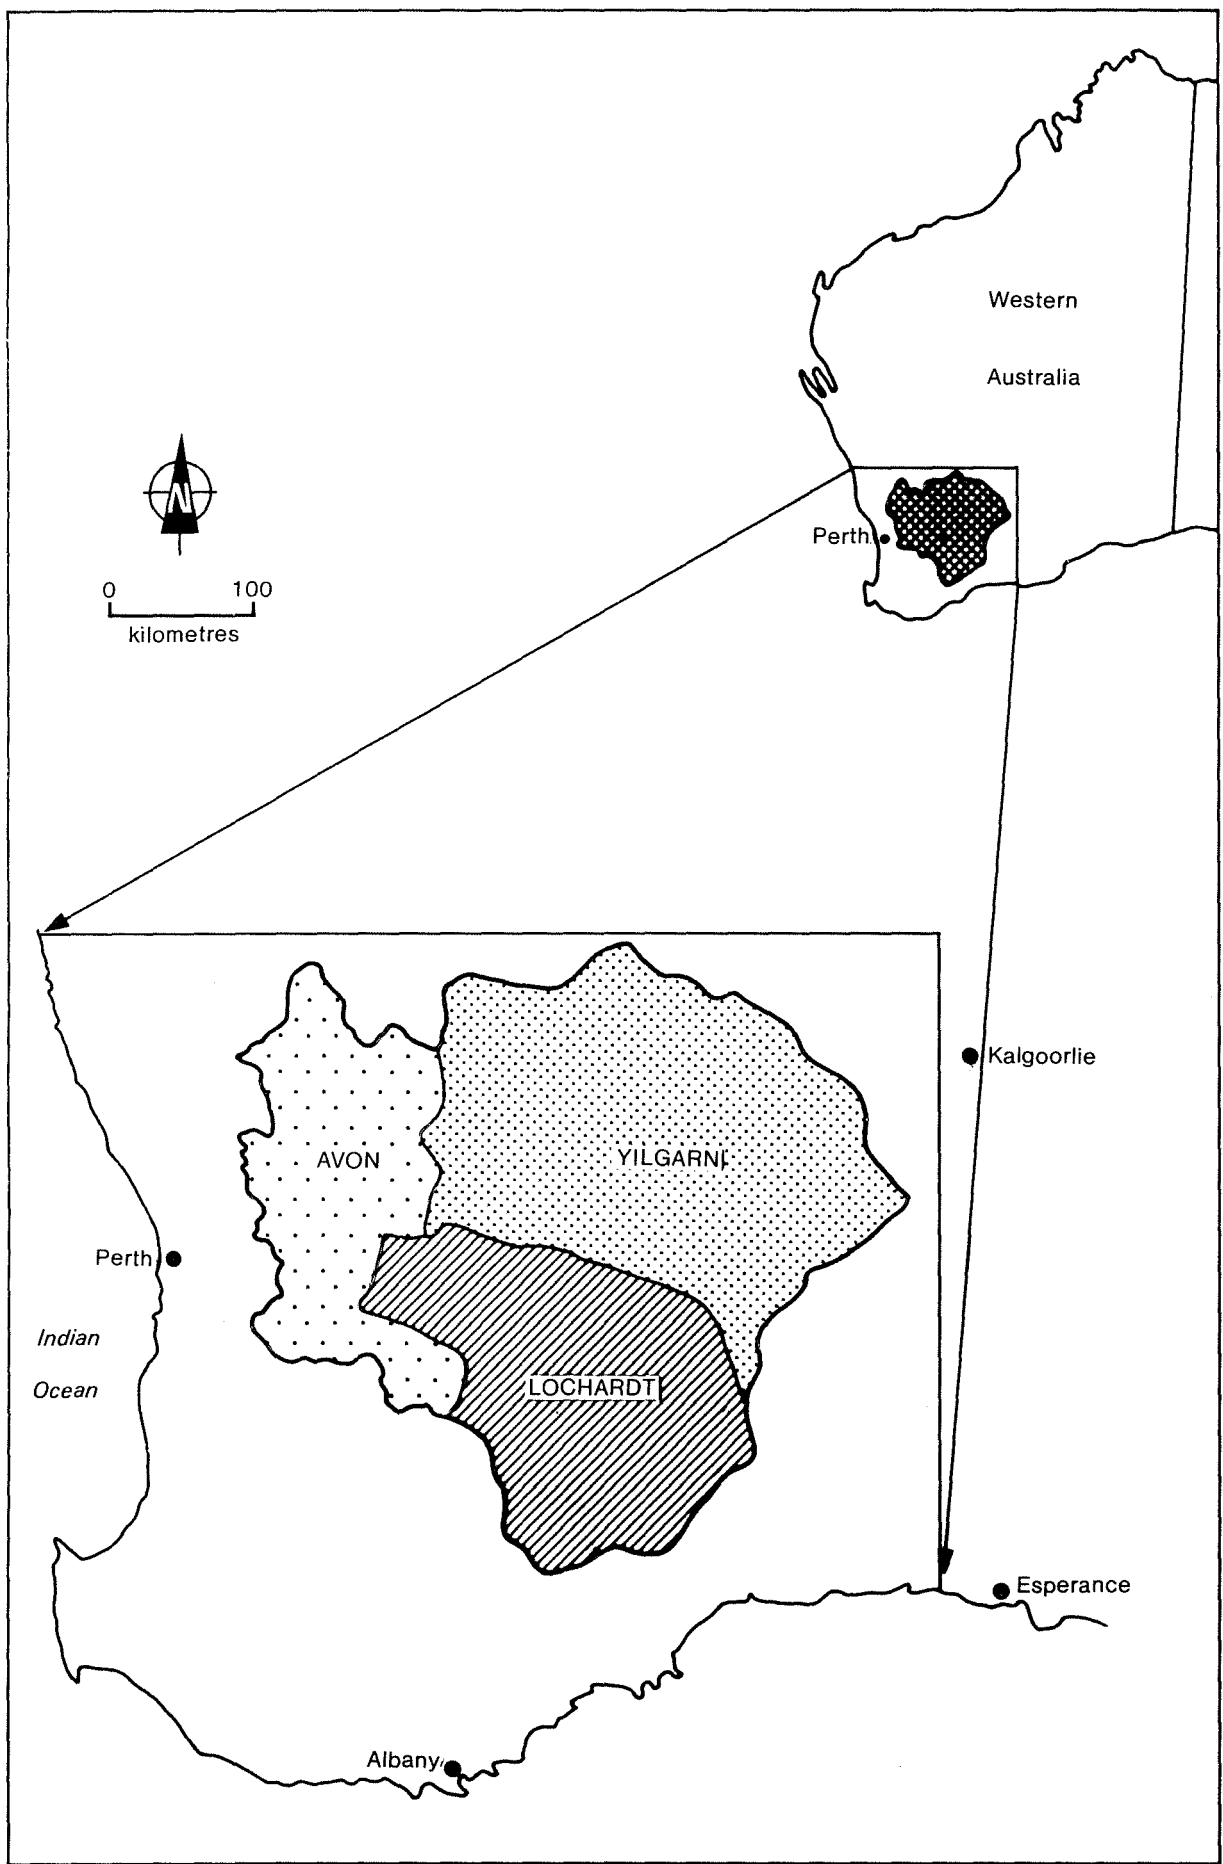 Western
Australia
N
Perth
0 100
kilometres
Kalgoorlie
AVON
YILGARN
Perth
Indian
Ocean
LOCHARDT
Esperance
Albany